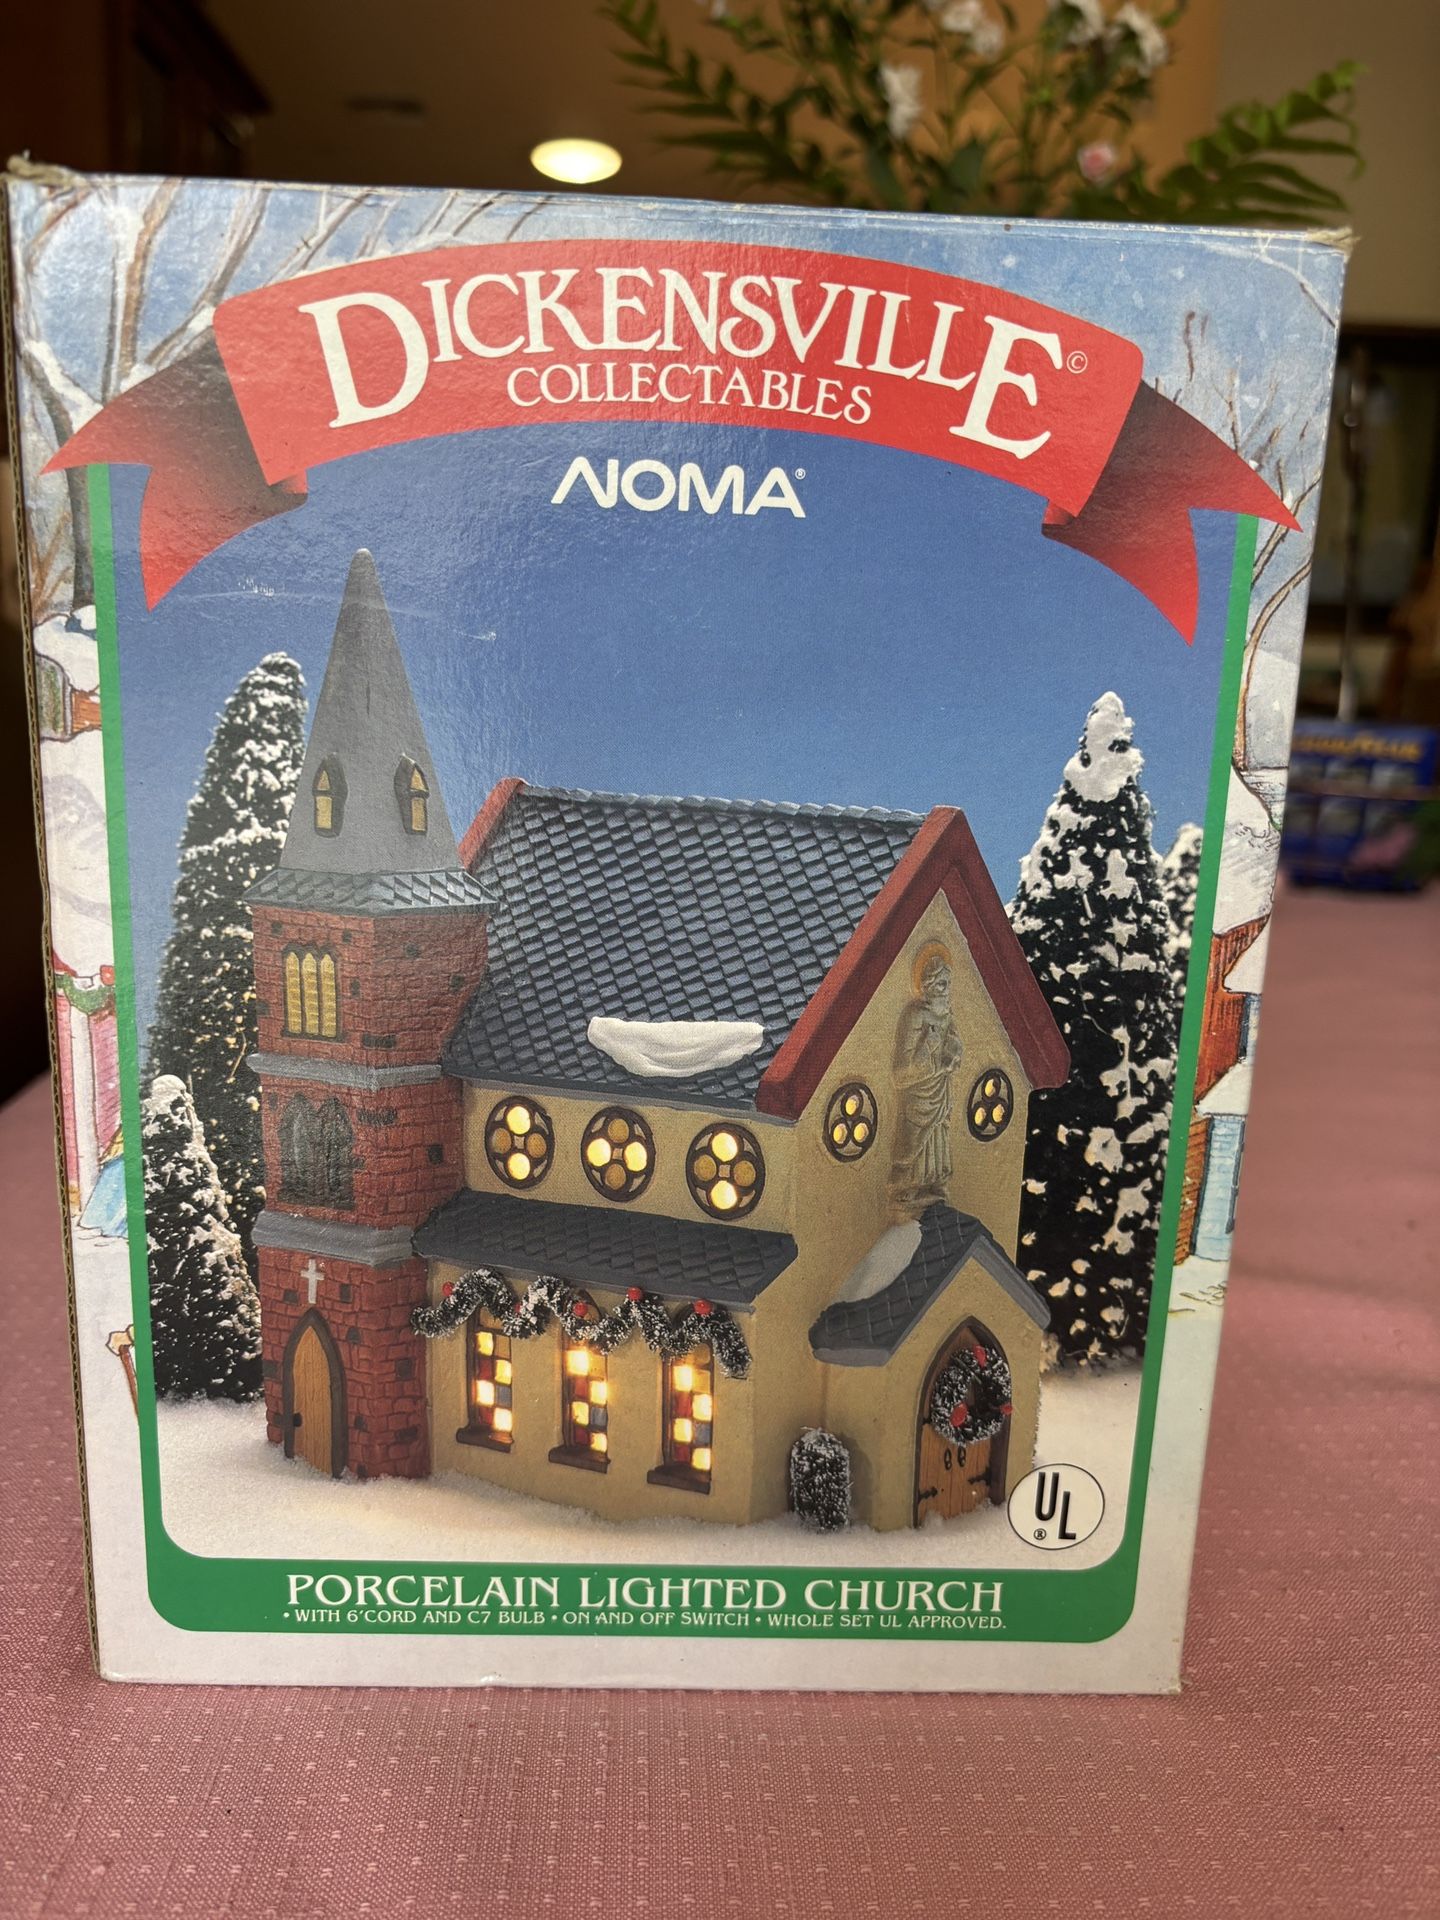 DICKENSVILLE©
COLLECTABLES
NOMA®
UL
®
PORCELAIN LIGHTED CHURCH
• WITH 6'CORD AND C7 BULB • ON AND OFF SWITCH • WHOLE SET UL APPROVED.